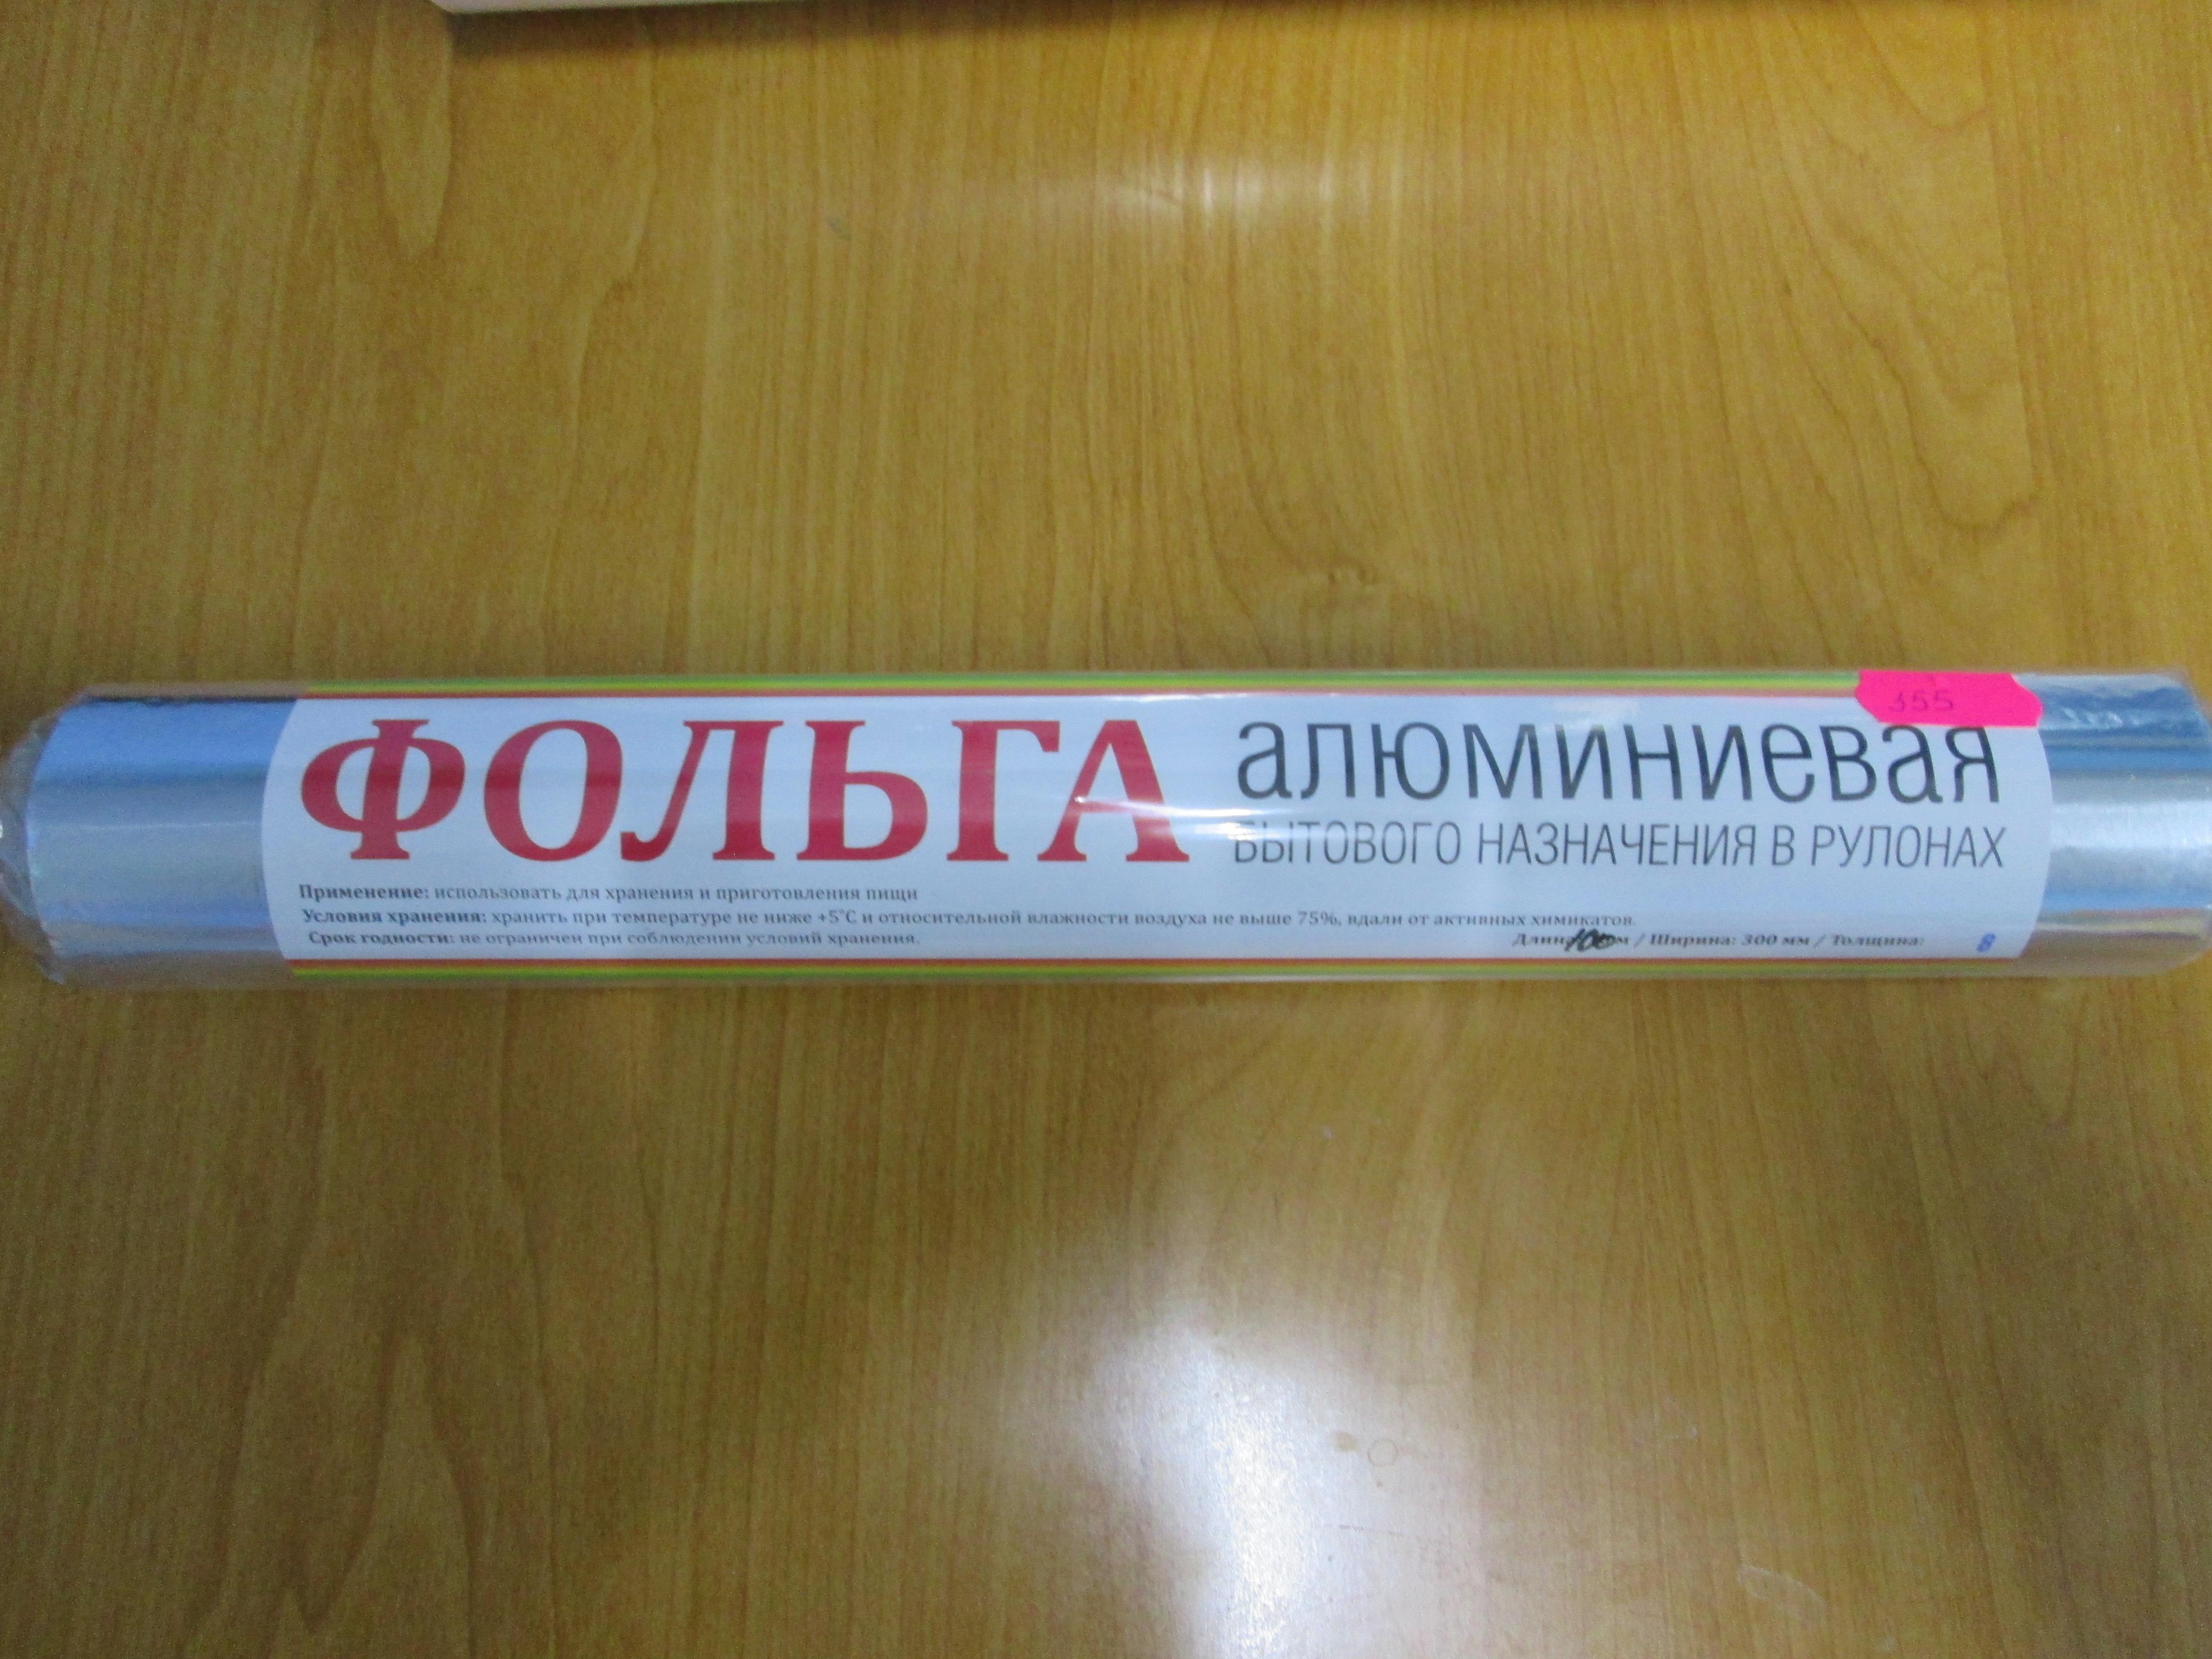 355
ФОЛЬГА алюминиевая
БЫТОВОГО НАЗНАЧЕНИЯ В РУЛОНАХ
Применение: использовать для хранения и приготовления пищи
Условия хранения: хранить при температуре не ниже +5°С и относительной влажности воздуха не выше 75%, вдали от активных химикатов.
Срок годности: не ограничен при соблюдении условий хранения.
Длина 100 м / Ширина: 300 мм / Толщина: 8